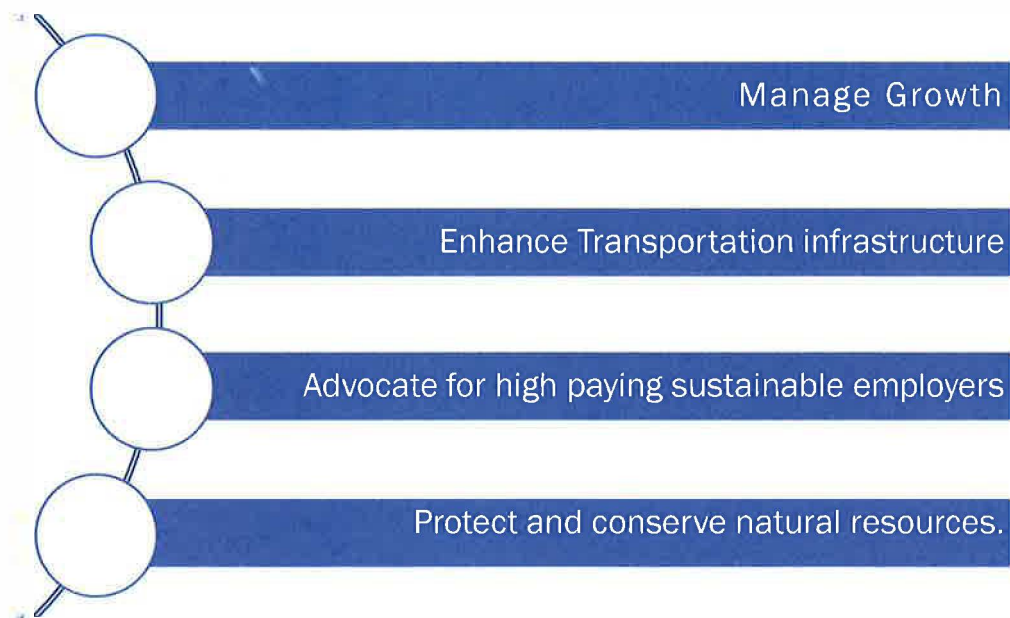 Manage Growth
Enhance Transportation infrastructure
Advocate for high paying sustainable employers
Protect and conserve natural resources.